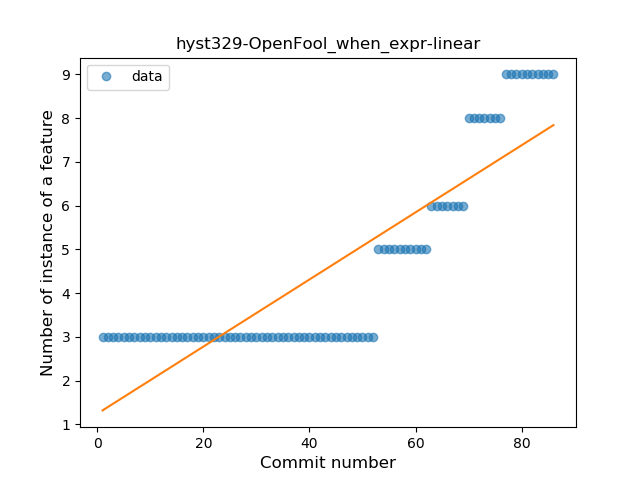 hyst329-OpenFool_when_expr-linear
data
Number of instance of a feature
9
8
7
6
5
4
3
2
1
0 20 40 60 80
Commit number